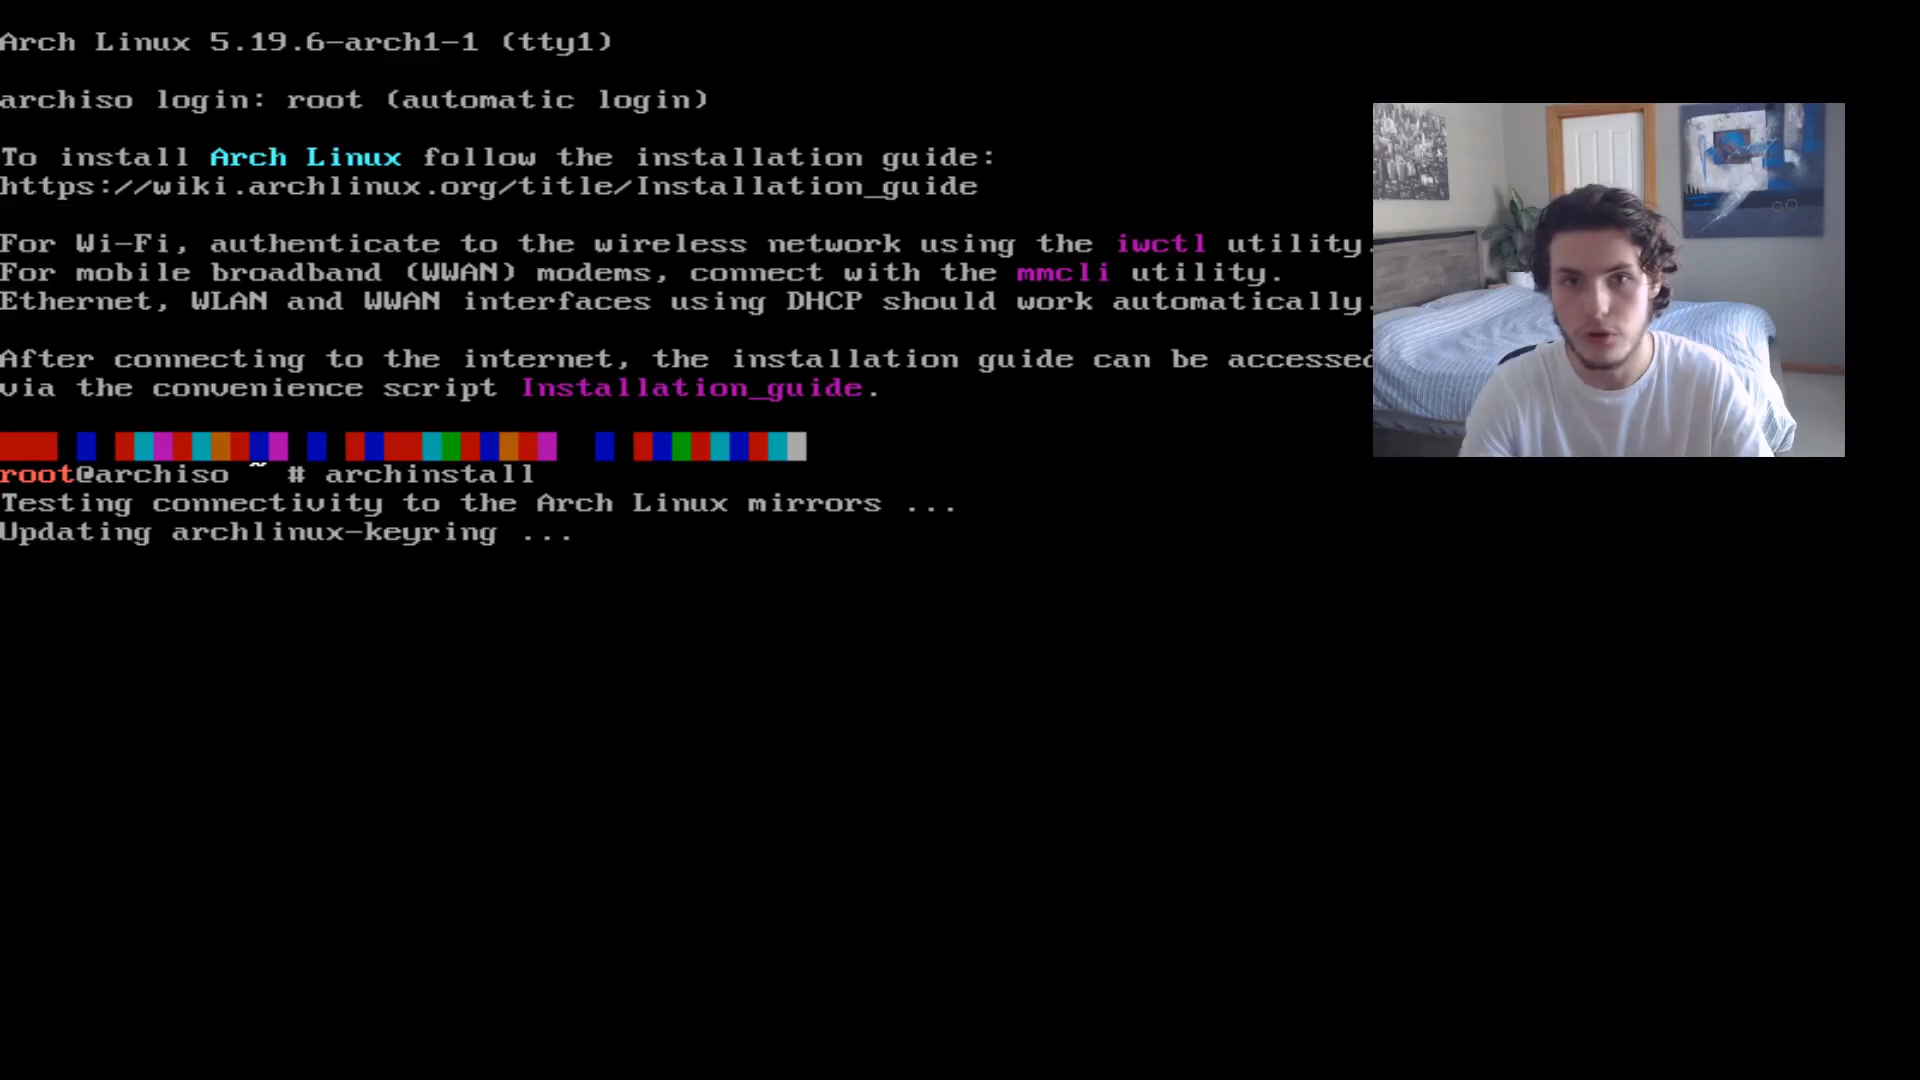 Arch Linux 5.19.6-arch1-1 (tty1)
archiso login: root (automatic login)
To install Arch Linux follow the installation guide:
https://wiki.archlinux.org/title/Installation_guide
For Wi-Fi, authenticate to the wireless network using the iwctl utility.
For mobile broadband (WWAN) modems, connect with the mmcli utility.
Ethernet, WLAN and WWAN interfaces using DHCP should work automatically.
After connecting to the internet, the installation guide can be accessed
via the convenience script Installation_guide.
root@archiso ~ # archinstall
Testing connectivity to the Arch Linux mirrors ...
Updating archlinux-keyring ...